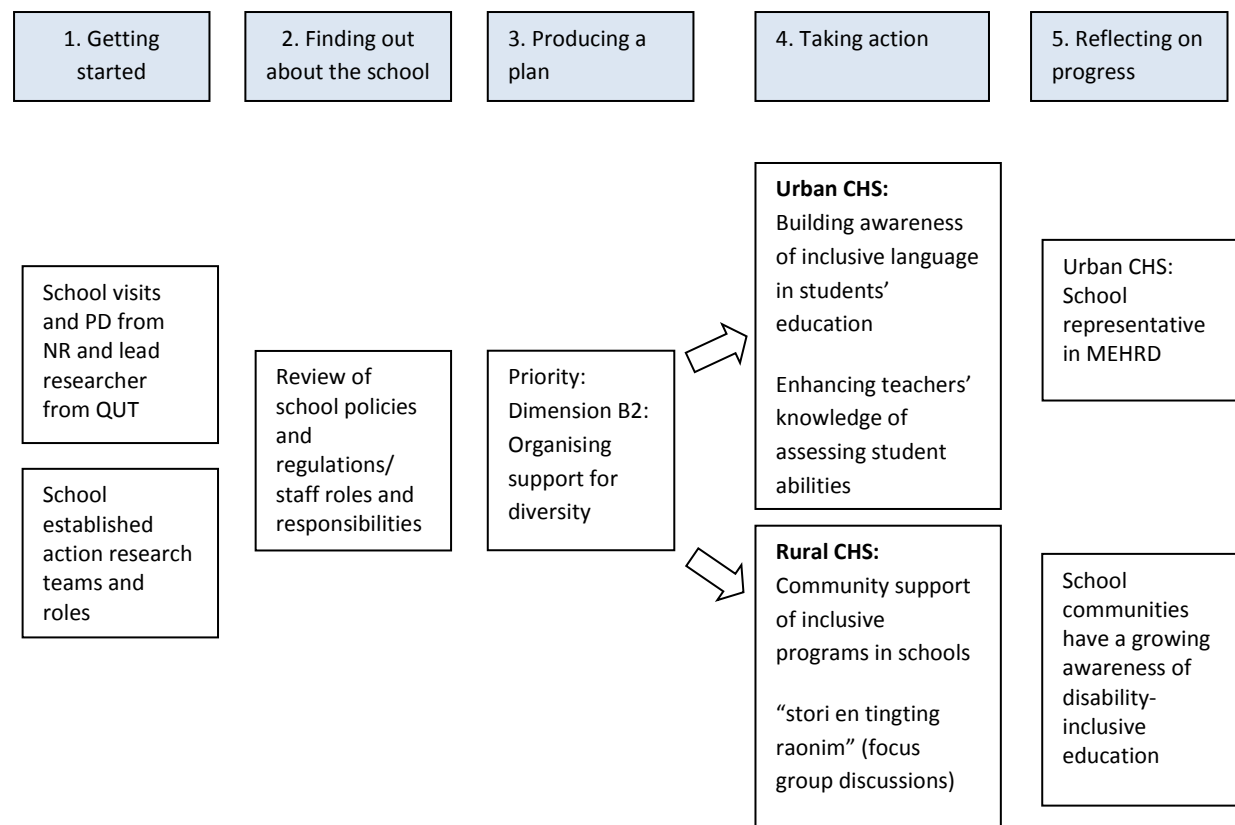 1. Getting
started
2. Finding out
about the school
3. Producing a
plan
4. Taking action
5. Reflecting on
progress
School visits
and PD from
NR and lead
researcher
from QUT
School
established
action research
teams and
roles
Review of
school policies
and
regulations/
staff roles and
responsibilities
Priority:
Dimension B2:
Organising
support for
diversity
Urban CHS:
Building awareness
of inclusive language
in students’
education
Enhancing teachers’
knowledge of
assessing student
abilities
Rural CHS:
Community support
of inclusive
programs in schools
“stori en tingting
raonim” (focus
group discussions)
Urban CHS:
School
representative
in MEHRD
School
communities
have a growing
awareness of
disability-
inclusive
education